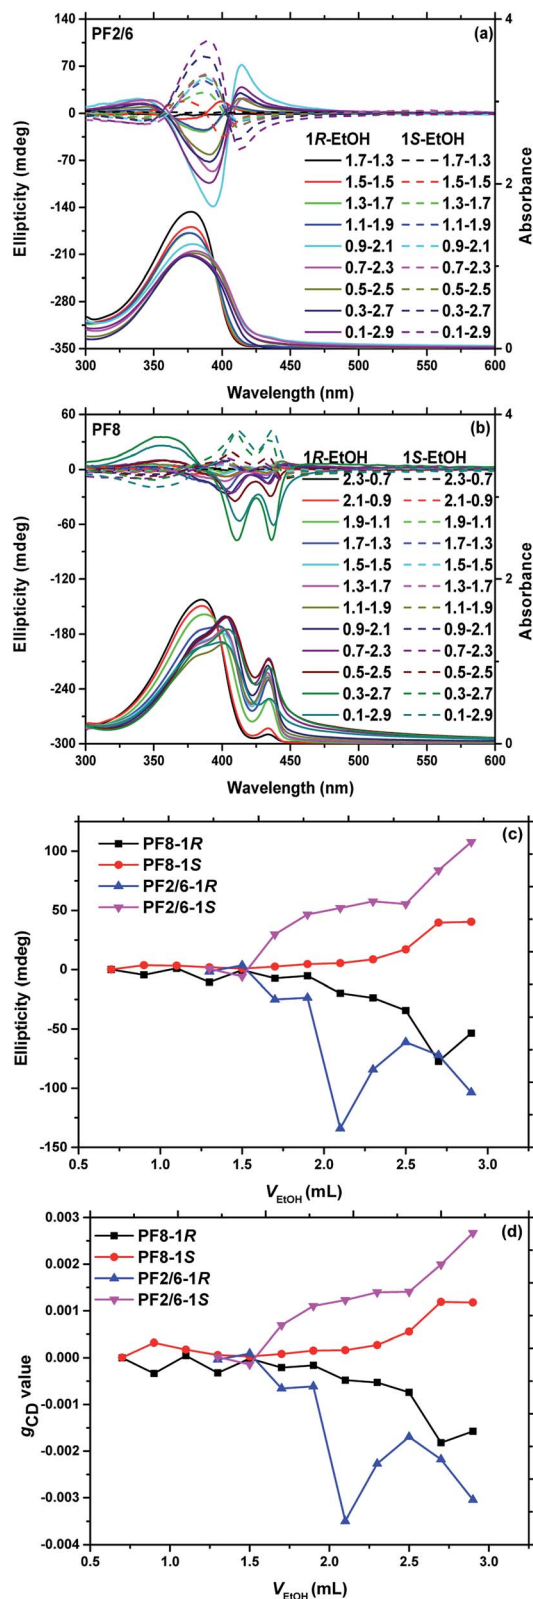 PF2/6
(a)
140
70
0
-70
-140
-210
-280
-350
Ellipticity (mdeg)
4
2
0
Absorbance
1R-EtOH 1S-EtOH
1.7-1.3 1.7-1.3
1.5-1.5 1.5-1.5
1.3-1.7 1.3-1.7
1.1-1.9 1.1-1.9
0.9-2.1 0.9-2.1
0.7-2.3 0.7-2.3
0.5-2.5 0.5-2.5
0.3-2.7 0.3-2.7
0.1-2.9 0.1-2.9
300 350 400 450 500 550 600
Wavelength (nm)
PF8
(b)
60
0
-60
-120
-180
-240
-300
Ellipticity (mdeg)
4
2
0
Absorbance
1R-EtOH 1S-EtOH
2.3-0.7 2.3-0.7
2.1-0.9 2.1-0.9
1.9-1.1 1.9-1.1
1.7-1.3 1.7-1.3
1.5-1.5 1.5-1.5
1.3-1.7 1.3-1.7
1.1-1.9 1.1-1.9
0.9-2.1 0.9-2.1
0.7-2.3 0.7-2.3
0.5-2.5 0.5-2.5
0.3-2.7 0.3-2.7
0.1-2.9 0.1-2.9
300 350 400 450 500 550 600
Wavelength (nm)
(c)
PF8-1R
PF8-1S
PF2/6-1R
PF2/6-1S
100
50
0
-50
-100
-150
Ellipticity (mdeg)
0.5 1.0 1.5 2.0 2.5 3.0
VEtOH (mL)
(d)
PF8-1R
PF8-1S
PF2/6-1R
PF2/6-1S
0.003
0.002
0.001
0.000
-0.001
-0.002
-0.003
-0.004
gCD value
0.5 1.0 1.5 2.0 2.5 3.0
VEtOH (mL)